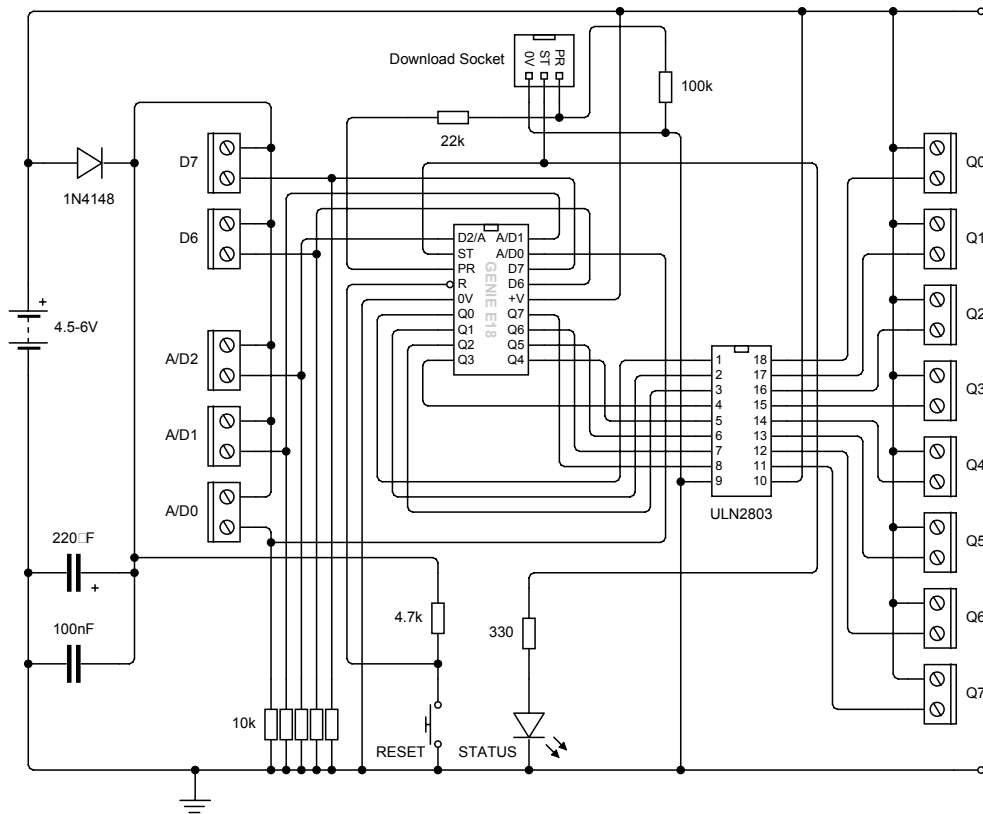 Download Socket
0V
ST
PR
100k
22k
D7
1N4148
D6
4.5-6V
+
A/D2
A/D1
A/D0
220□F
+
100nF
10k
4.7k
RESET
330
STATUS
GENIE E18
D2/A A/D1
ST A/D0
PR D7
R D6
0V +V
Q0 Q7
Q1 Q6
Q2 Q5
Q3 Q4
1 18
2 17
3 16
4 15
5 14
6 13
7 12
8 11
9 10
ULN2803
Q0
Q1
Q2
Q3
Q4
Q5
Q6
Q7